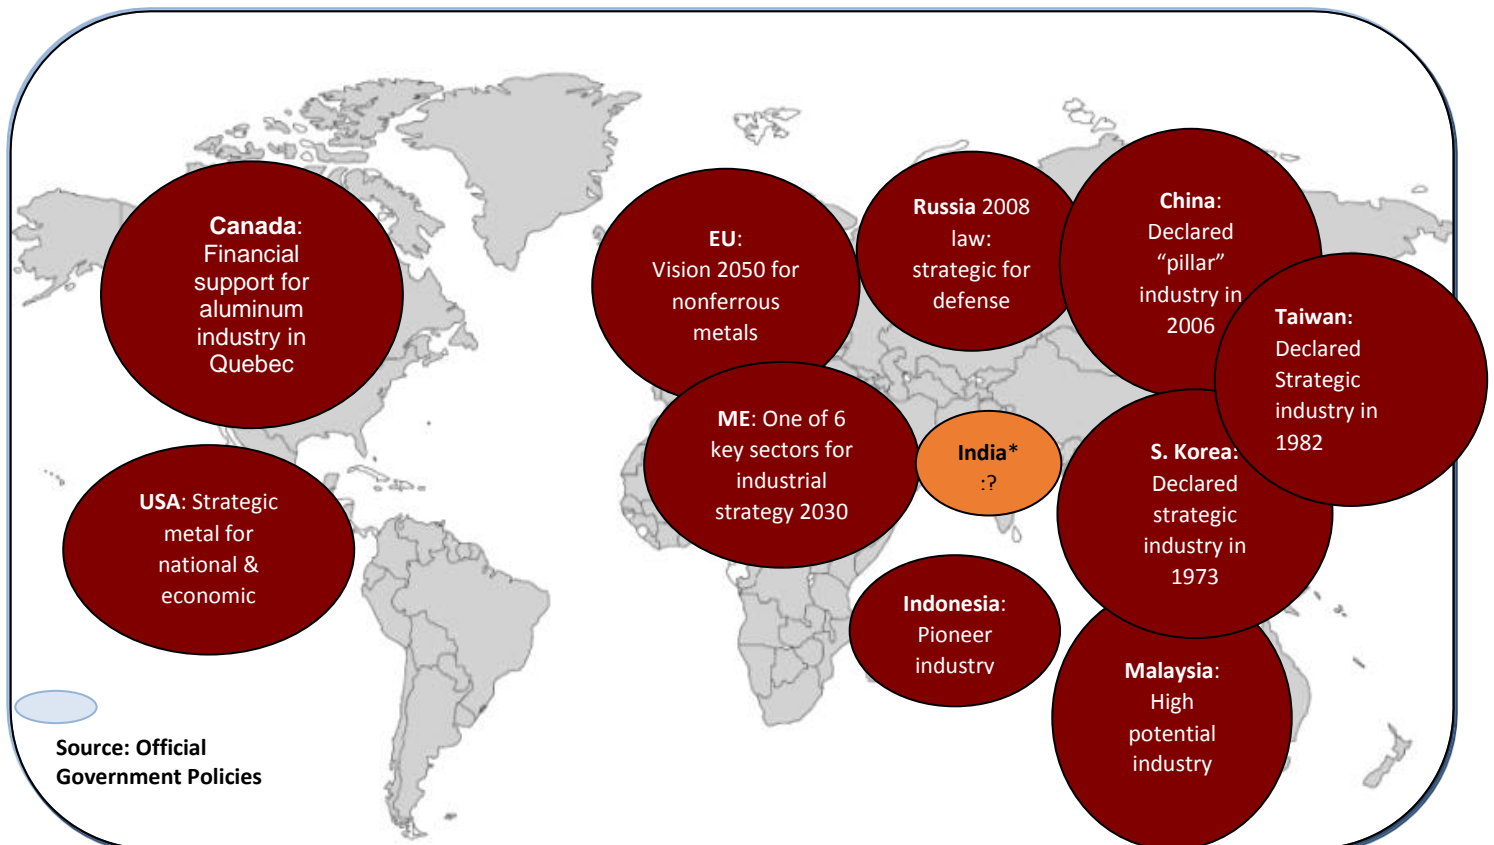 Canada:
Financial
support for
aluminum
industry in
Quebec
USA: Strategic
metal for
national &
economic
EU:
Vision 2050 for
nonferrous
metals
ME: One of 6
key sectors for
industrial
strategy 2030
Russia 2008
law:
strategic for
defense
China:
Declared
“pillar”
industry in
2006
Taiwan:
Declared
Strategic
industry in
1982
India*
:?
S. Korea:
Declared
strategic
industry in
1973
Indonesia:
Pioneer
industry
Malaysia:
High
potential
industry
Source: Official
Government Policies